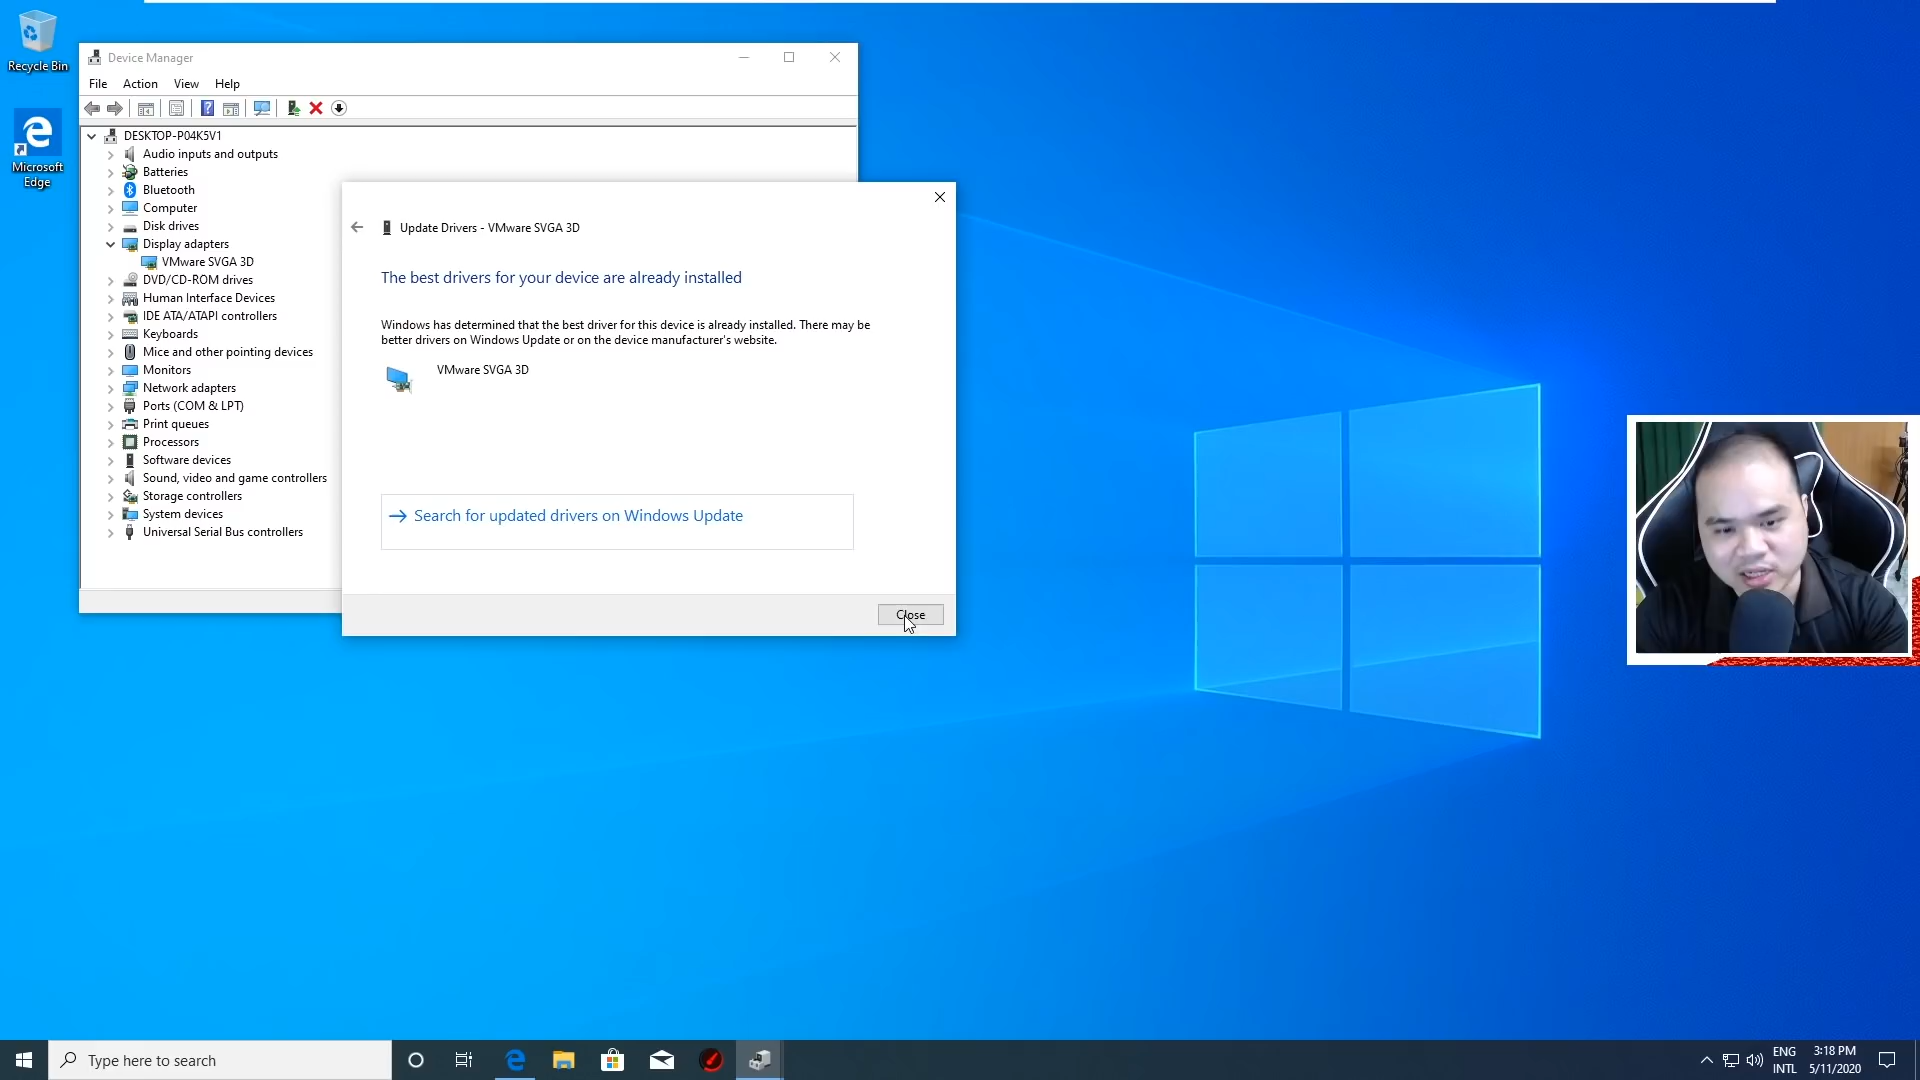 Recycle Bin
Microsoft
Edge
Device Manager
File Action View Help
DESKTOP-P04K5V1
Audio inputs and outputs
Batteries
Bluetooth
Computer
Disk drives
Display adapters
VMware SVGA 3D
DVD/CD-ROM drives
Human Interface Devices
IDE ATA/ATAPI controllers
Keyboards
Mice and other pointing devices
Monitors
Network adapters
Ports (COM & LPT)
Print queues
Processors
Software devices
Sound, video and game controllers
Storage controllers
System devices
Universal Serial Bus controllers
Update Drivers - VMware SVGA 3D
The best drivers for your device are already installed
Windows has determined that the best driver for this device is already installed. There may be
better drivers on Windows Update or on the device manufacturer's website.
VMware SVGA 3D
Search for updated drivers on Windows Update
Close
Type here to search
ENG
INTL
3:18 PM
5/11/2020